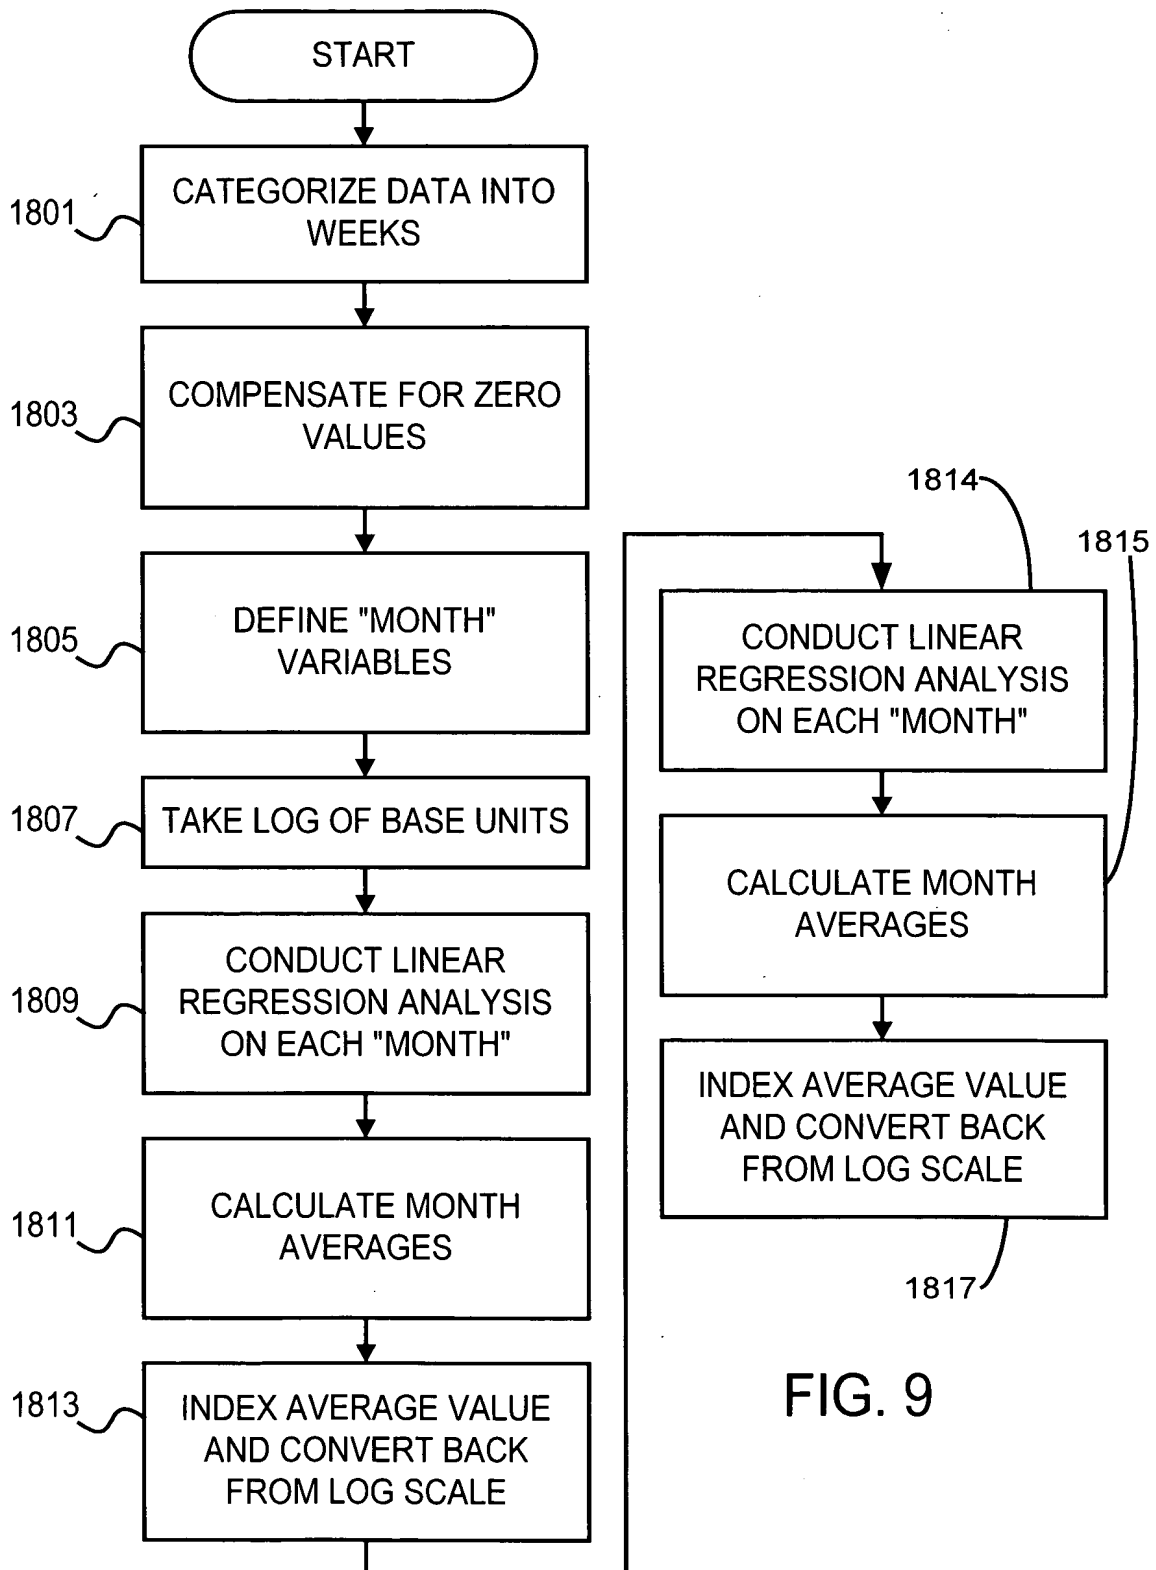 START
1801
CATEGORIZE DATA INTO
WEEKS
1803
COMPENSATE FOR ZERO
VALUES
1805
DEFINE "MONTH"
VARIABLES
1807
TAKE LOG OF BASE UNITS
1809
CONDUCT LINEAR
REGRESSION ANALYSIS
ON EACH "MONTH"
1811
CALCULATE MONTH
AVERAGES
1813
INDEX AVERAGE VALUE
AND CONVERT BACK
FROM LOG SCALE
1814
CONDUCT LINEAR
REGRESSION ANALYSIS
ON EACH "MONTH"
1815
CALCULATE MONTH
AVERAGES
INDEX AVERAGE VALUE
AND CONVERT BACK
FROM LOG SCALE
1817
FIG. 9